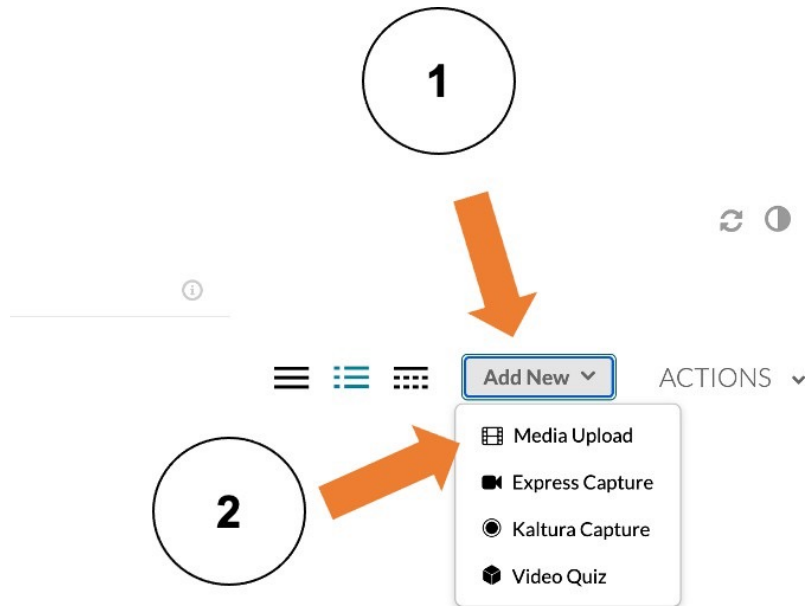 1
Add New
ACTIONS
Media Upload
Express Capture
2
Kaltura Capture
Video Quiz